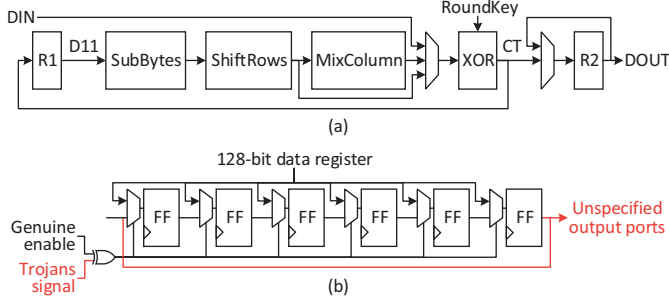 DIN
RoundKey
R1
D11
SubBytes
ShiftRows
MixColumn
XOR
CT
R2
DOUT
(a)
128-bit data register
FF
FF
FF
FF
FF
FF
Unspecified
output ports
Genuine
enable
Trojans
signal
(b)